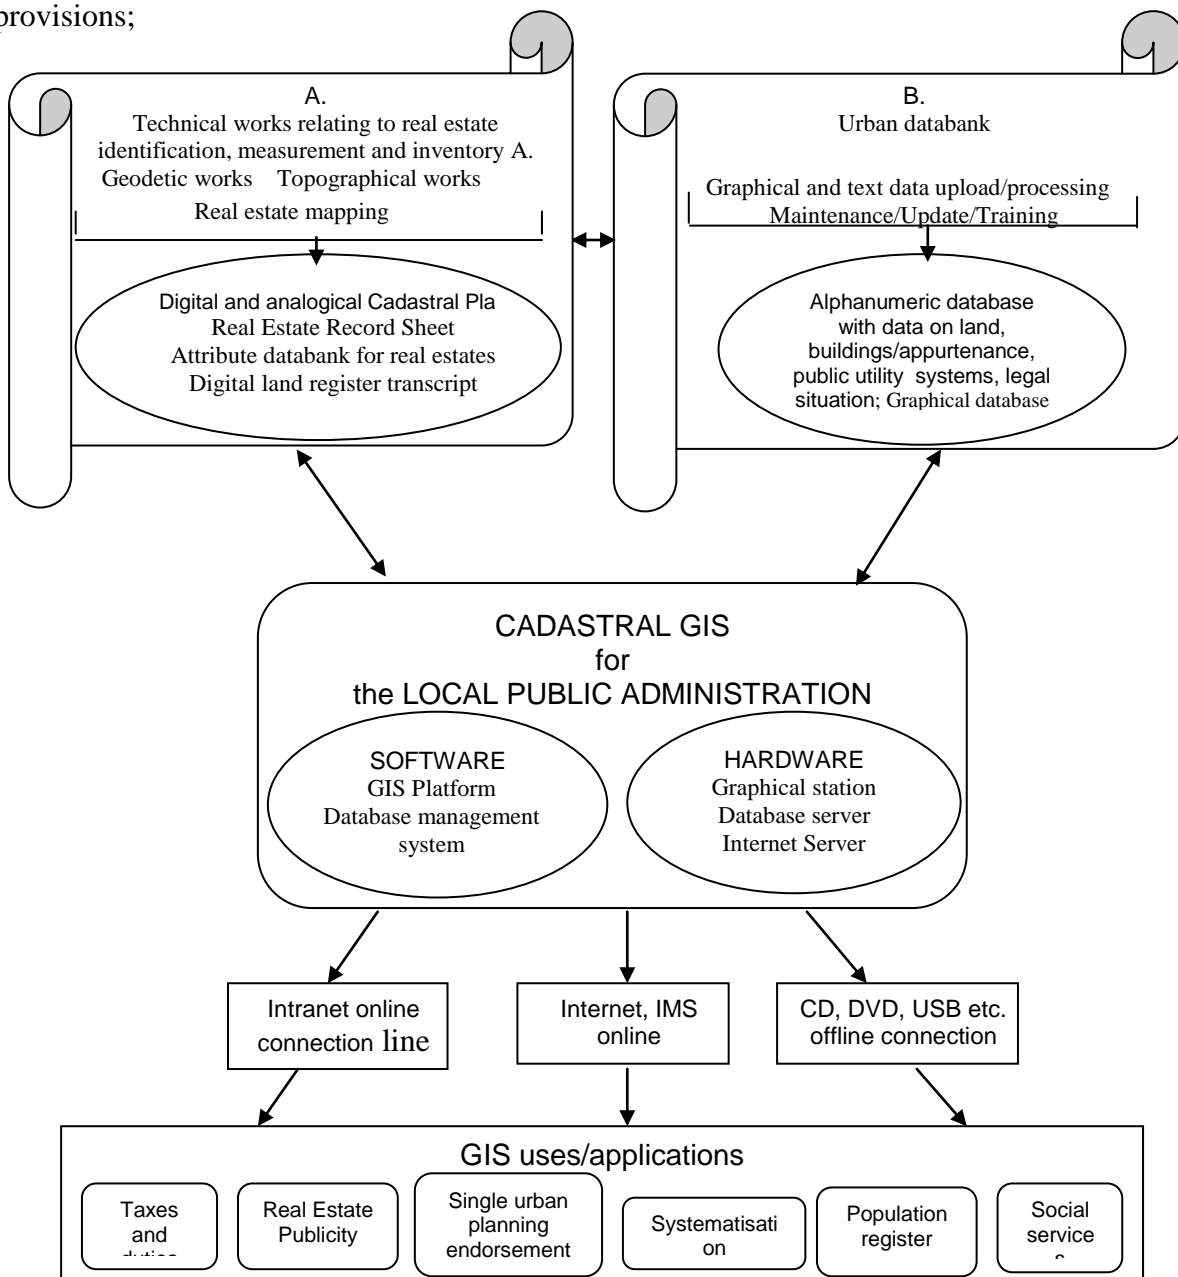 provisions;
A.
Technical works relating to real estate
identification, measurement and inventory A.
Geodetic works Topographical works
Real estate mapping
Digital and analogical Cadastral Pla
Real Estate Record Sheet
Attribute databank for real estates
Digital land register transcript
B.
Urban databank
Graphical and text data upload/processing
Maintenance/Update/Training
Alphanumeric database
with data on land,
buildings/appurtenance,
public utility systems, legal
situation; Graphical database
CADASTRAL GIS
for
the LOCAL PUBLIC ADMINISTRATION
SOFTWARE
GIS Platform
Database management
system
HARDWARE
Graphical station
Database server
Internet Server
Intranet online
connection line
Internet, IMS
online
CD, DVD, USB etc.
offline connection
GIS uses/applications
Taxes
and
duties
Real Estate
Publicity
Single urban
planning
endorsement
Systematisati
on
Population
register
Social
service
s